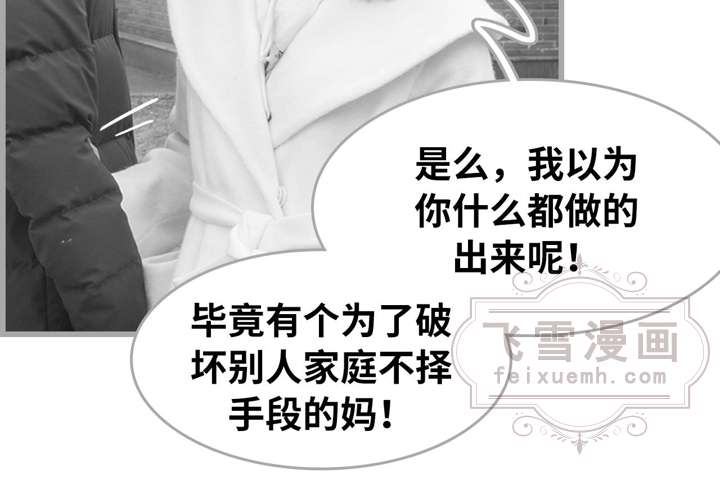 是么，我以为
你什么都做的
出来呢！
毕竟有个为了破
坏别人家庭不择
手段的妈！
飞雪漫画
feixuemh.com